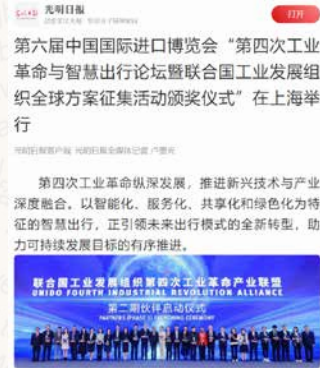 光明日报
打开
第六届中国国际进口博览会“第四次工业
革命与智慧出行论坛暨联合国工业发展组
织全球方案征集活动颁奖仪式”在上海举
行
第四次工业革命纵深发展，推进新兴技术与产业
深度融合。以智能化、服务化、共享化和绿色化为特
征的智慧出行，正引领未来出行模式的全新转型，助
力可持续发展目标的有序推进。
联合国工业发展组织第四次工业革命产业联盟
UNIDO FOURTH INDUSTRIAL REVOLUTION ALLIANCE
第二期伙伴启动仪式